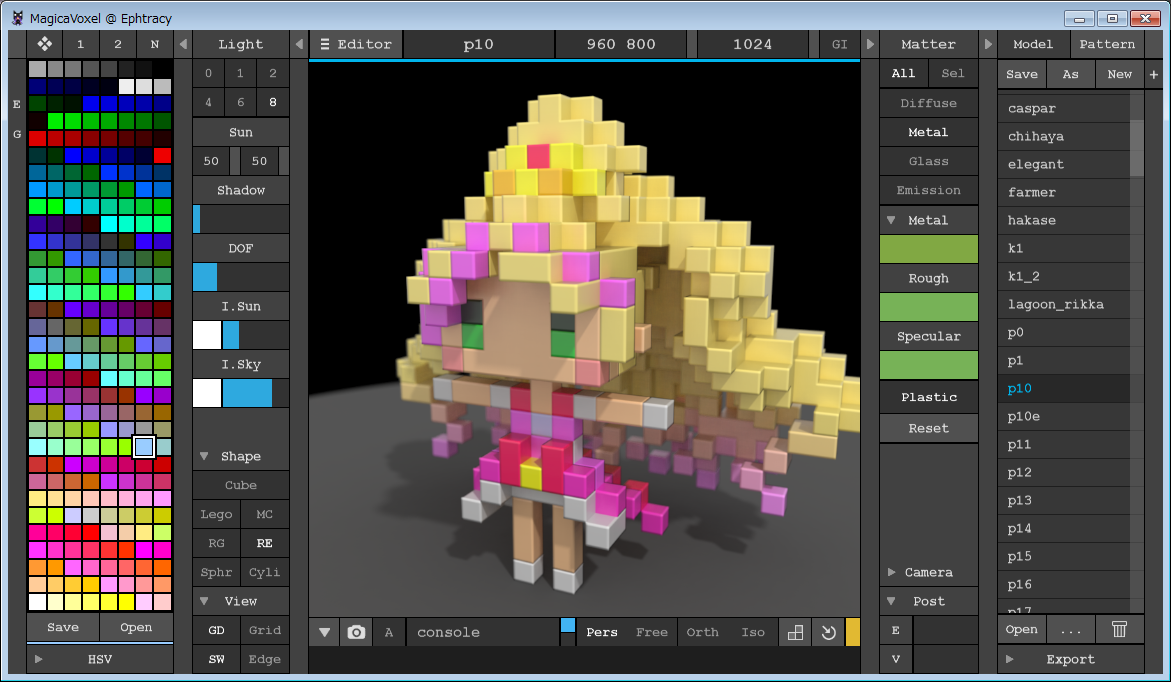 MagicaVoxel @ Ephtracy
1 2 N
Light
Editor p10 960 800 1024 GI
Matter
Model Pattern
0 1 2
4 6 8
Sun
50 50
Shadow
DOF
I.Sun
I.Sky
Shape
Cube
Lego MC
RG RE
Sphr Cyli
View
GD Grid
SW Edge
E
G
Save Open
HSV
A console Pers Free Orth Iso
All Sel
Diffuse
Metal
Glass
Emission
Metal
Rough
Specular
Plastic
Reset
Camera
Post
E
V
Save As New +
caspar
chihaya
elegant
farmer
hakase
k1
k1_2
lagoon_rikka
p0
p1
p10
p10e
p11
p12
p13
p14
p15
p16
p17
Open ...
Export